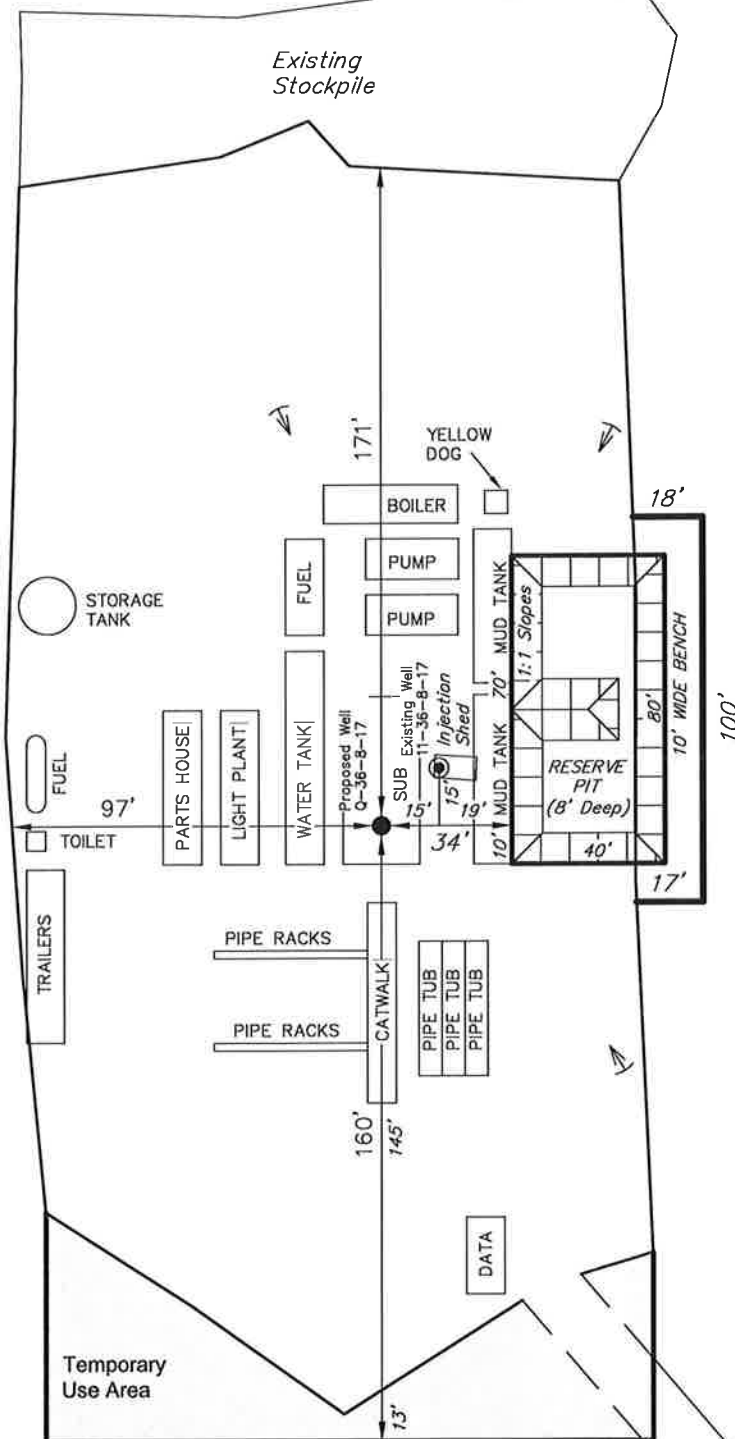 Existing
Stockpile
171'
YELLOW
DOG
18'
BOILER
STORAGE
TANK
FUEL
PUMP
PUMP
MUD TANK
1:1 Slopes
10' WIDE BENCH
100'
80'
70'
Existing Well
11-36-8-17
Injection
Shed
Proposed Well
Q-36-8-17
SUB
15'
15'
19'
34'
10'
MUD TANK
RESERVE
PIT
(8' Deep)
40'
17'
WATER TANK
LIGHT PLANT
PARTS HOUSE
FUEL
97'
TOILET
TRAILERS
PIPE RACKS
PIPE RACKS
CATWALK
PIPE TUB
PIPE TUB
PIPE TUB
160'
145'
DATA
Temporary
Use Area
13'